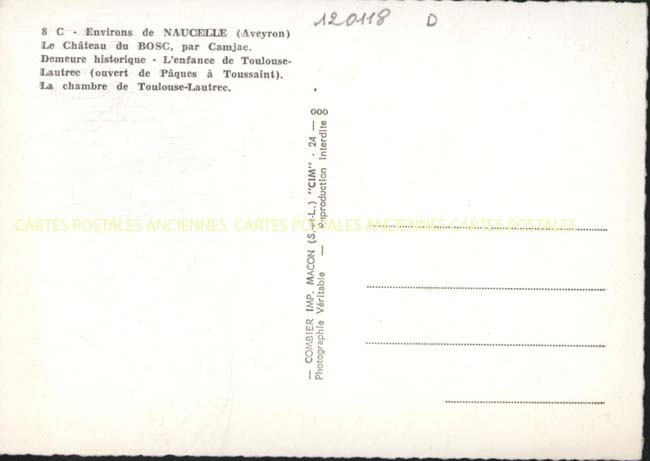 120118 D
8 C - Environs de NAUCELLE (Aveyron)
Le Château du BOSC, par Camjac.
Demeure historique - L'enfance de Toulouse-
Lautrec (ouvert de Pâques à Toussaint).
La chambre de Toulouse-Lautrec.
— COMBIER IMP. MACON (S.-L.) "CIM" - 24 — ooo
Photographie Véritable — Reproduction Interdite
CARTES POSTALES ANCIENNES CARTES POSTALES ANCIENNES CARTES POSTALES ANCIENNES